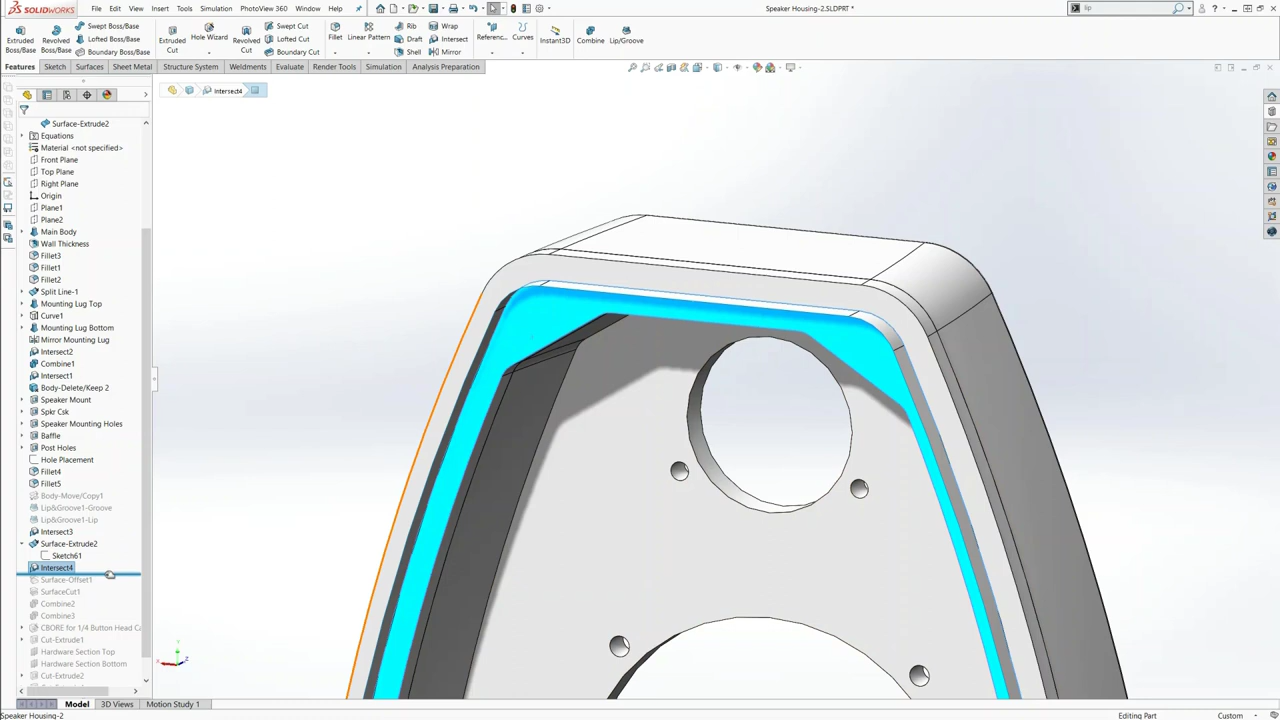 SOLIDWORKS
File Edit View Insert Tools Simulation PhotoView 360 Window Help
Speaker Housing-2.SLDPRT *
lip
Extruded Boss/Base
Revolved Boss/Base
Swept Boss/Base
Lofted Boss/Base
Boundary Boss/Base
Extruded Cut
Hole Wizard
Revolved Cut
Swept Cut
Lofted Cut
Boundary Cut
Fillet
Linear Pattern
Rib
Draft
Shell
Wrap
Intersect
Mirror
Referenc...
Curves
Instant3D
Combine
Lip/Groove
Features Sketch Surfaces Sheet Metal Structure System Weldments Evaluate Render Tools Simulation Analysis Preparation
Intersect4
Surface-Extrude2
Equations
Material <not specified>
Front Plane
Top Plane
Right Plane
Origin
Plane1
Plane2
Main Body
Wall Thickness
Fillet3
Fillet1
Fillet2
Split Line-1
Mounting Lug Top
Curve1
Mounting Lug Bottom
Mirror Mounting Lug
Intersect2
Combine1
Intersect1
Body-Delete/Keep 2
Speaker Mount
Spkr Csk
Speaker Mounting Holes
Baffle
Post Holes
Hole Placement
Fillet4
Fillet5
Body-Move/Copy1
Lip&Groove1-Groove
Lip&Groove1-Lip
Intersect3
Surface-Extrude2
Sketch61
Intersect4
Surface-Offset1
SurfaceCut1
Combine2
Combine3
CBORE for 1/4 Button Head Ca
Cut-Extrude1
Hardware Section Top
Hardware Section Bottom
Cut-Extrude2
Model 3D Views Motion Study 1
Speaker Housing-2
Editing Part
Custom